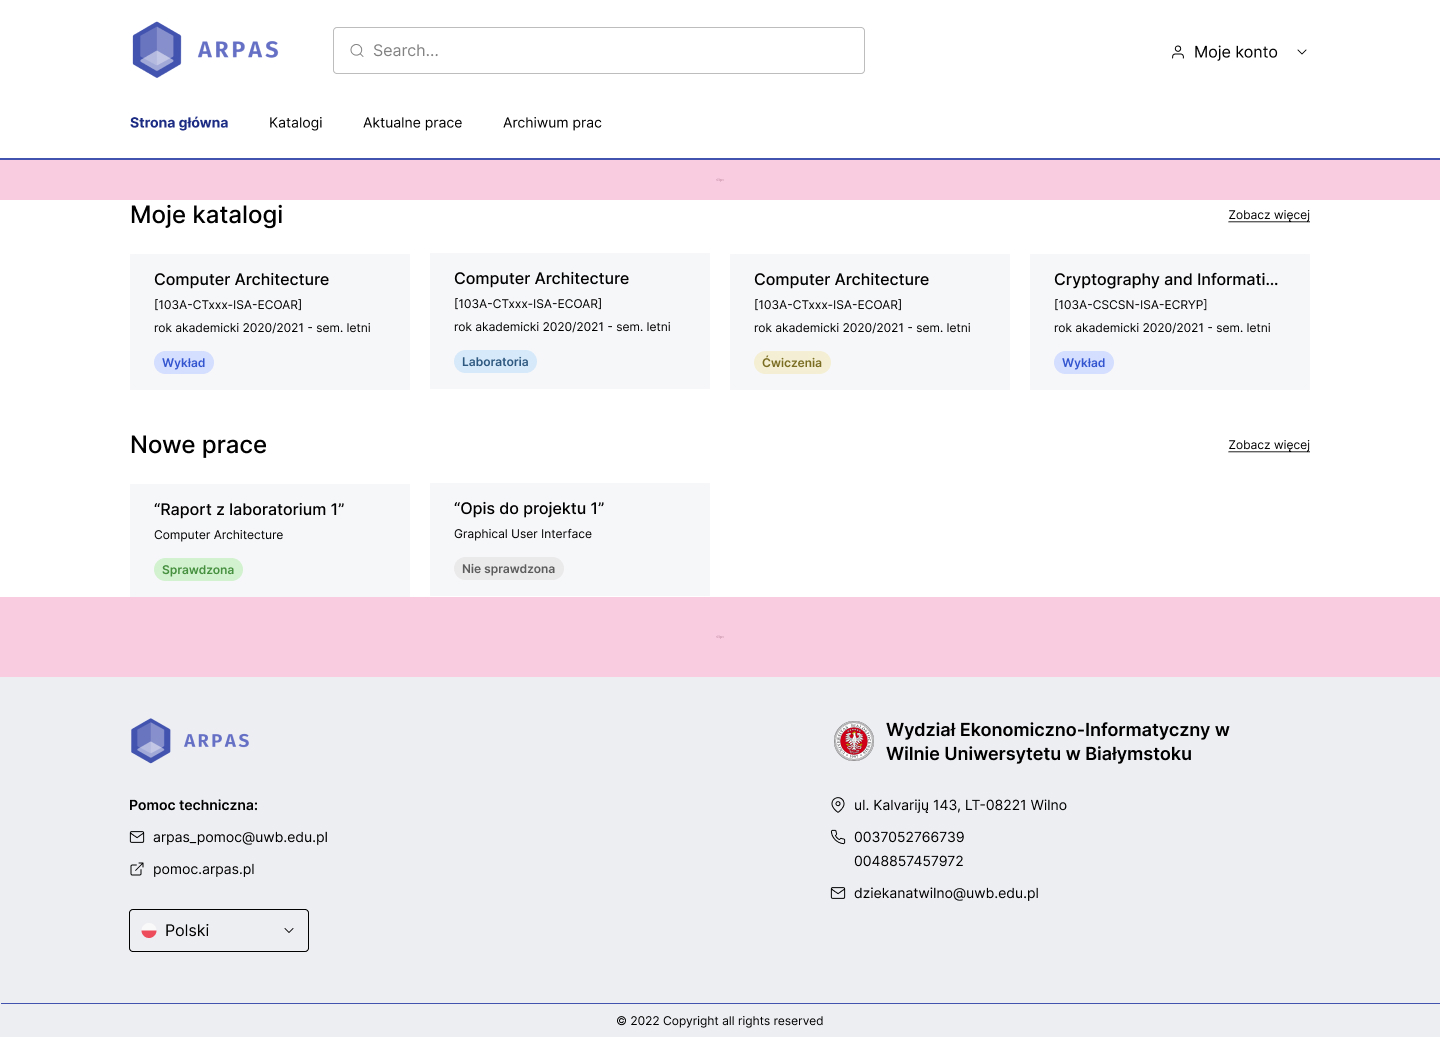 ARPAS
Search...
Moje konto
Strona główna
Katalogi
Aktualne prace
Archiwum prac
Moje katalogi
Zobacz więcej
Computer Architecture
[103A-CTxxx-ISA-ECOAR]
rok akademicki 2020/2021 - sem. letni
Wykład
Computer Architecture
[103A-CTxxx-ISA-ECOAR]
rok akademicki 2020/2021 - sem. letni
Laboratoria
Computer Architecture
[103A-CTxxx-ISA-ECOAR]
rok akademicki 2020/2021 - sem. letni
Ćwiczenia
Cryptography and Informati...
[103A-CSCSN-ISA-ECRYP]
rok akademicki 2020/2021 - sem. letni
Wykład
Nowe prace
Zobacz więcej
“Raport z laboratorium 1”
Computer Architecture
Sprawdzona
“Opis do projektu 1”
Graphical User Interface
Nie sprawdzona
ARPAS
Pomoc techniczna:
arpas_pomoc@uwb.edu.pl
pomoc.arpas.pl
Polski
Wydział Ekonomiczno-Informatyczny w
Wilnie Uniwersytetu w Białymstoku
ul. Kalvarijų 143, LT-08221 Wilno
0037052766739
0048857457972
dziekanatwilno@uwb.edu.pl
© 2022 Copyright all rights reserved